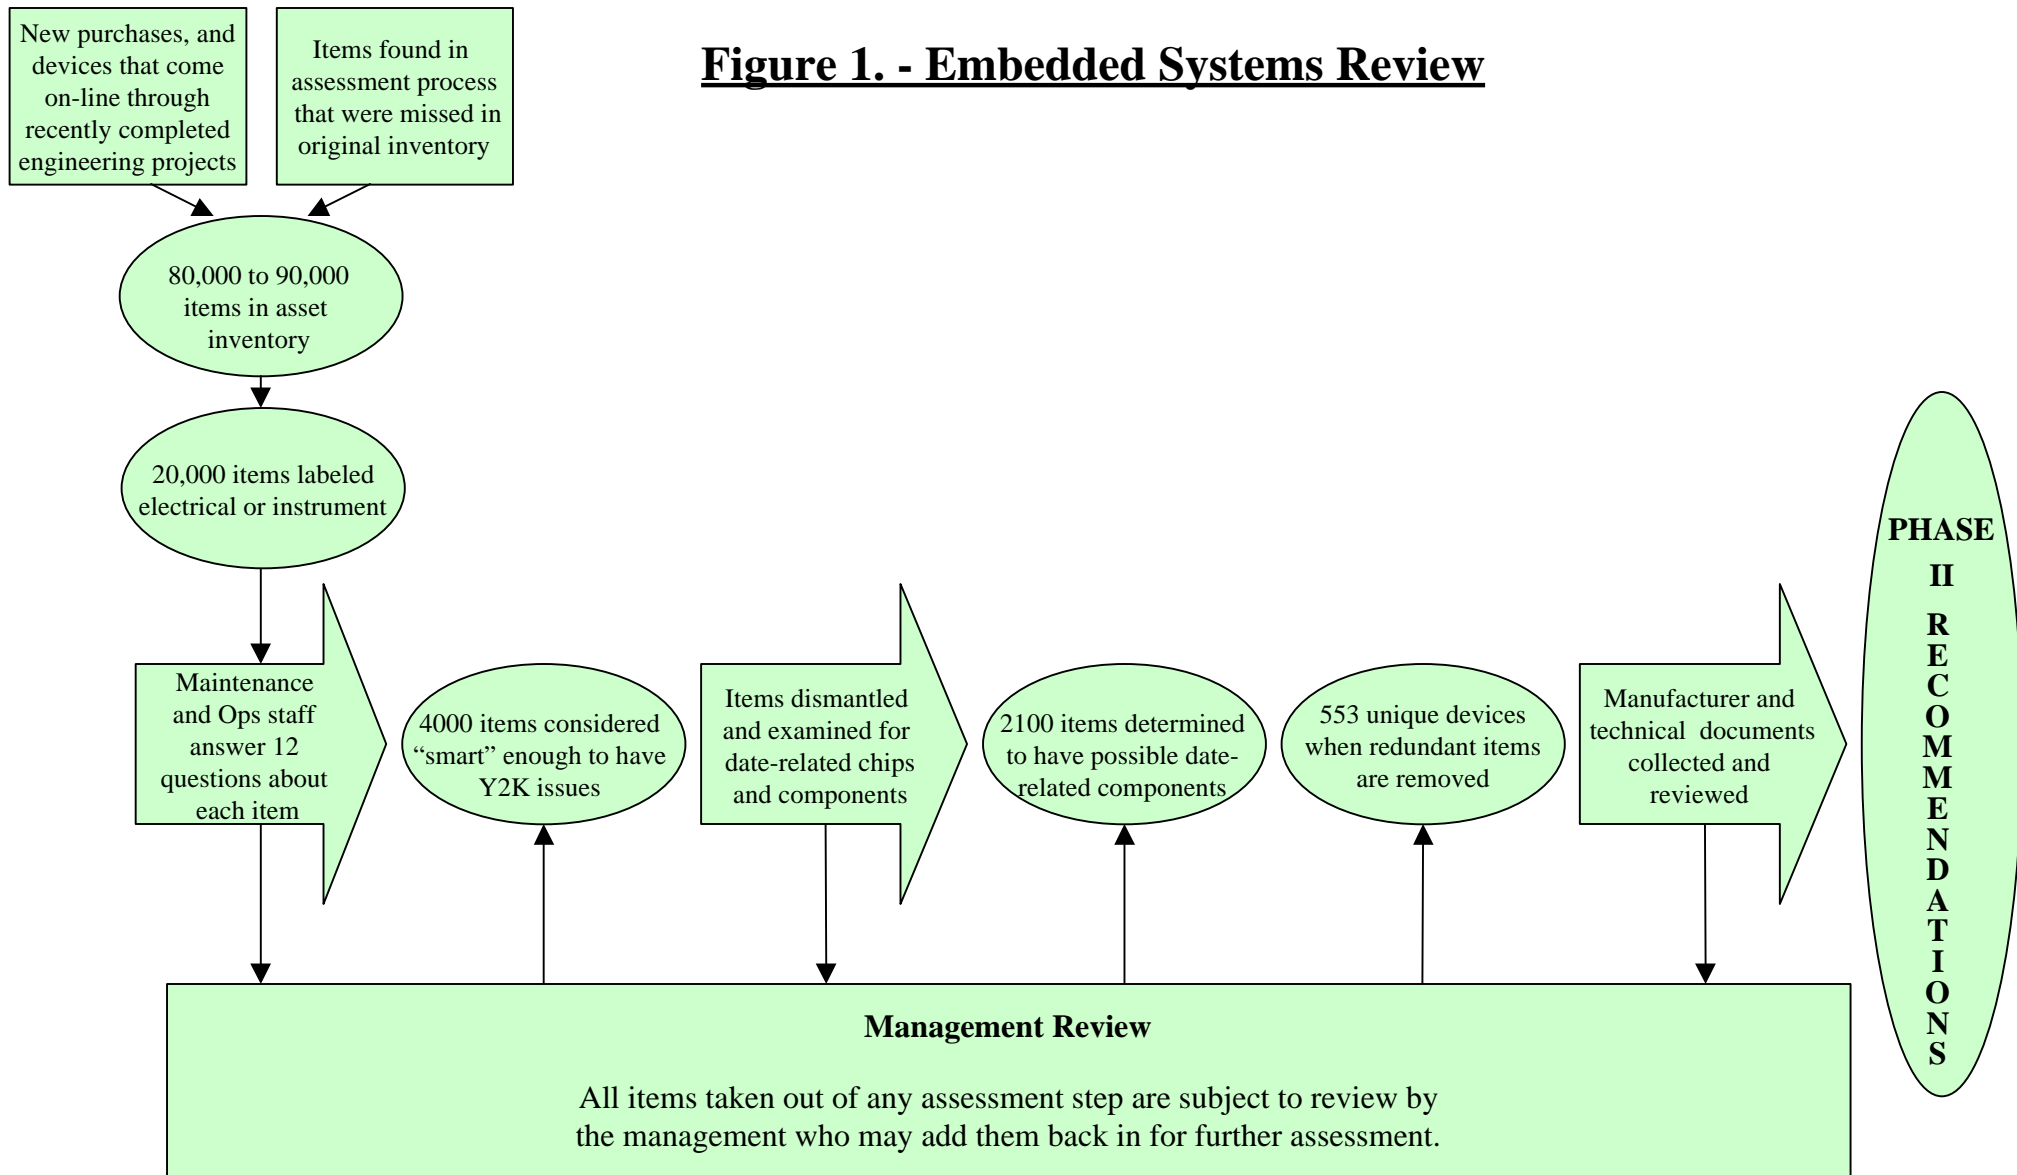 New purchases, and
devices that come
on-line through
recently completed
engineering projects
Items found in
assessment process
that were missed in
original inventory
Figure 1. - Embedded Systems Review
80,000 to 90,000
items in asset
inventory
20,000 items labeled
electrical or instrument
Maintenance
and Ops staff
answer 12
questions about
each item
4000 items considered
“smart” enough to have
Y2K issues
Items dismantled
and examined for
date-related chips
and components
2100 items determined
to have possible date-
related components
553 unique devices
when redundant items
are removed
Manufacturer and
technical documents
collected and
reviewed
PHASE
II
R
E
C
O
M
M
E
N
D
A
T
I
O
N
S
Management Review
All items taken out of any assessment step are subject to review by
the management who may add them back in for further assessment.